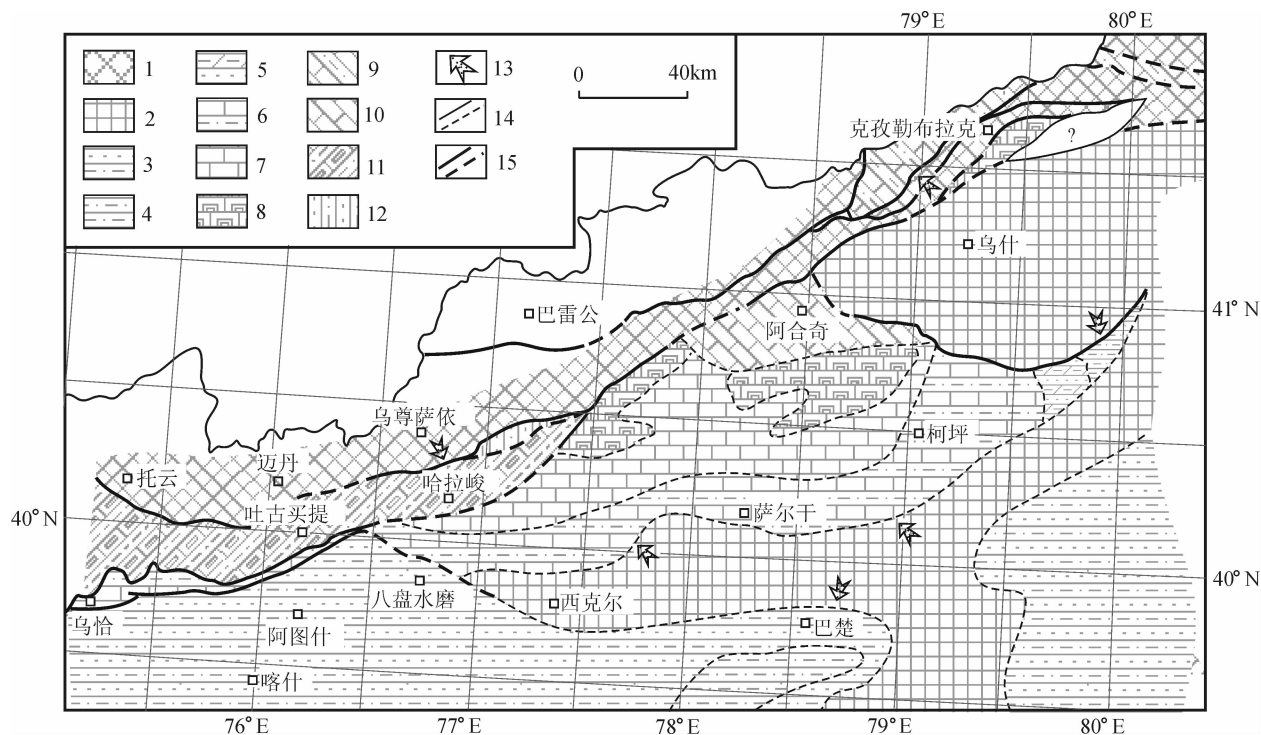 79°E 80°E
1 5 9 13 0 40km
2 6 10 14
3 7 11 15
4 8 12
克孜勒布拉克
?
乌什
巴雷公
阿合奇
41°N
乌尊萨依
柯坪
迈丹
托云
哈拉峻
吐古买提
萨尔干
40°N
40°N
八盘水磨
西克尔
乌恰
阿图什
巴楚
喀什
76°E 77°E 78°E 79°E 80°E